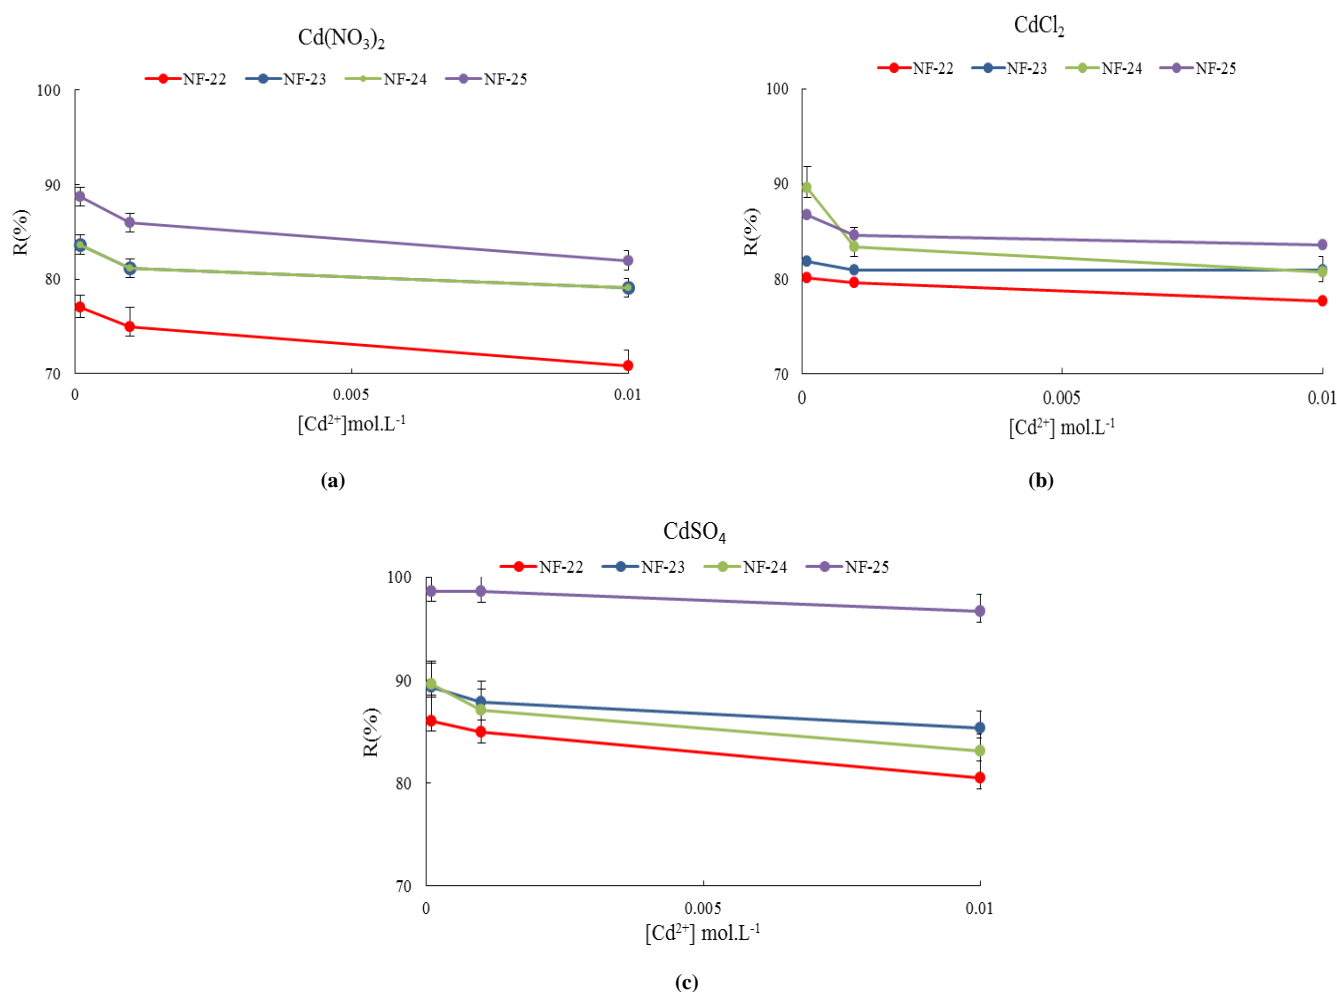 Cd(NO₃)₂
NF-22 NF-23 NF-24 NF-25
100
90
80
70
R(%)
0 0.005 0.01
[Cd²⁺]mol.L⁻¹
(a)
CdCl₂
NF-22 NF-23 NF-24 NF-25
100
90
80
70
R(%)
0 0.005 0.01
[Cd²⁺] mol.L⁻¹
(b)
CdSO₄
NF-22 NF-23 NF-24 NF-25
100
90
80
70
R(%)
0 0.005 0.01
[Cd²⁺] mol.L⁻¹
(c)